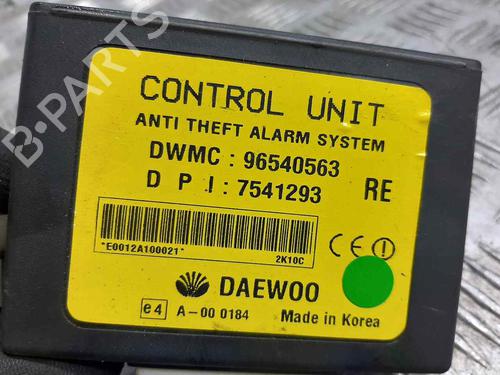 CONTROL UNIT
ANTI THEFT ALARM SYSTEM
DWMC : 96540563
D P I : 7541293 RE
*E0012A100021* 2K10C
CE
DAEWOO
e4 A-00 0184 Made in Korea
B-PARTS